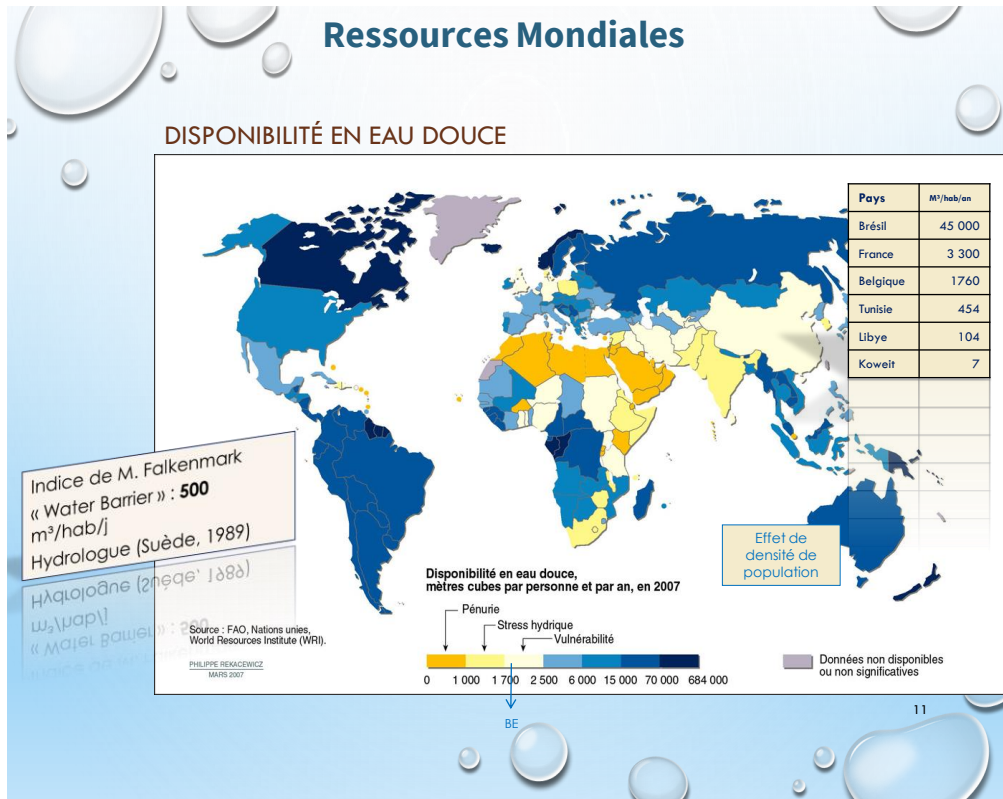 Ressources Mondiales
DISPONIBILITÉ EN EAU DOUCE
Pays M³/hab/an
Brésil 45 000
France 3 300
Belgique 1760
Tunisie 454
Libye 104
Koweit 7
Indice de M. Falkenmark
« Water Barrier » : 500
m³/hab/j
Hydrologue (Suède, 1989)
Effet de
densité de
population
Disponibilité en eau douce,
mètres cubes par personne et par an, en 2007
Pénurie
Stress hydrique
Vulnérabilité
0 1 000 1 700 2 500 6 000 15 000 70 000 684 000
BE
Données non disponibles
ou non significatives
Source : FAO, Nations unies,
World Resources Institute (WRI).
PHILIPPE REKACEWICZ
MARS 2007
11